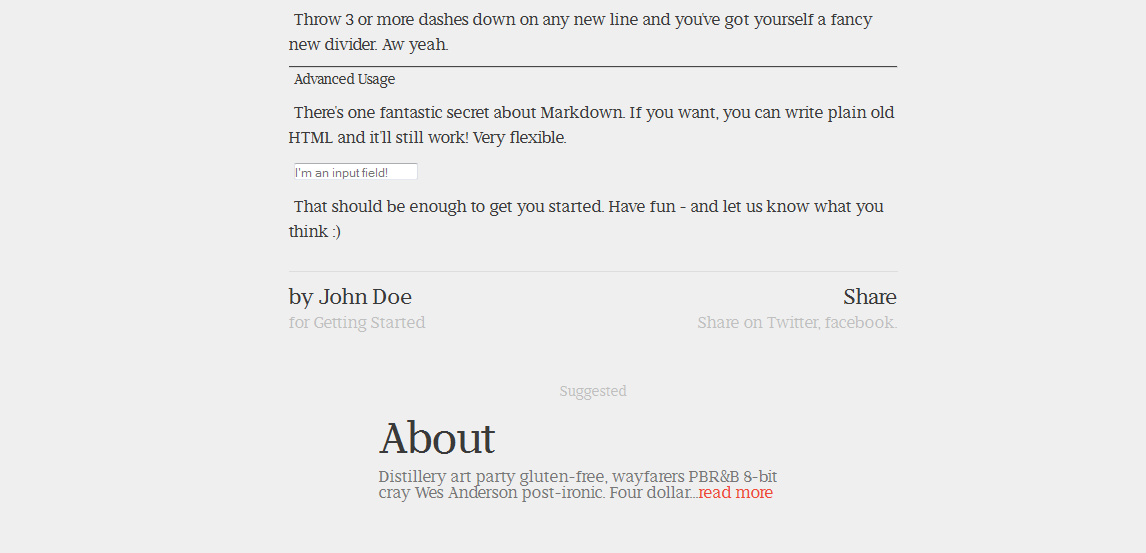 Throw 3 or more dashes down on any new line and you've got yourself a fancy
new divider. Aw yeah.
Advanced Usage
There's one fantastic secret about Markdown. If you want, you can write plain old
HTML and it'll still work! Very flexible.
I'm an input field!
That should be enough to get you started. Have fun - and let us know what you
think :)
by John Doe
Share
for Getting Started
Share on Twitter, facebook.
Suggested
About
Distillery art party gluten-free, wayfarers PBR&B 8-bit
cray Wes Anderson post-ironic. Four dollar...read more